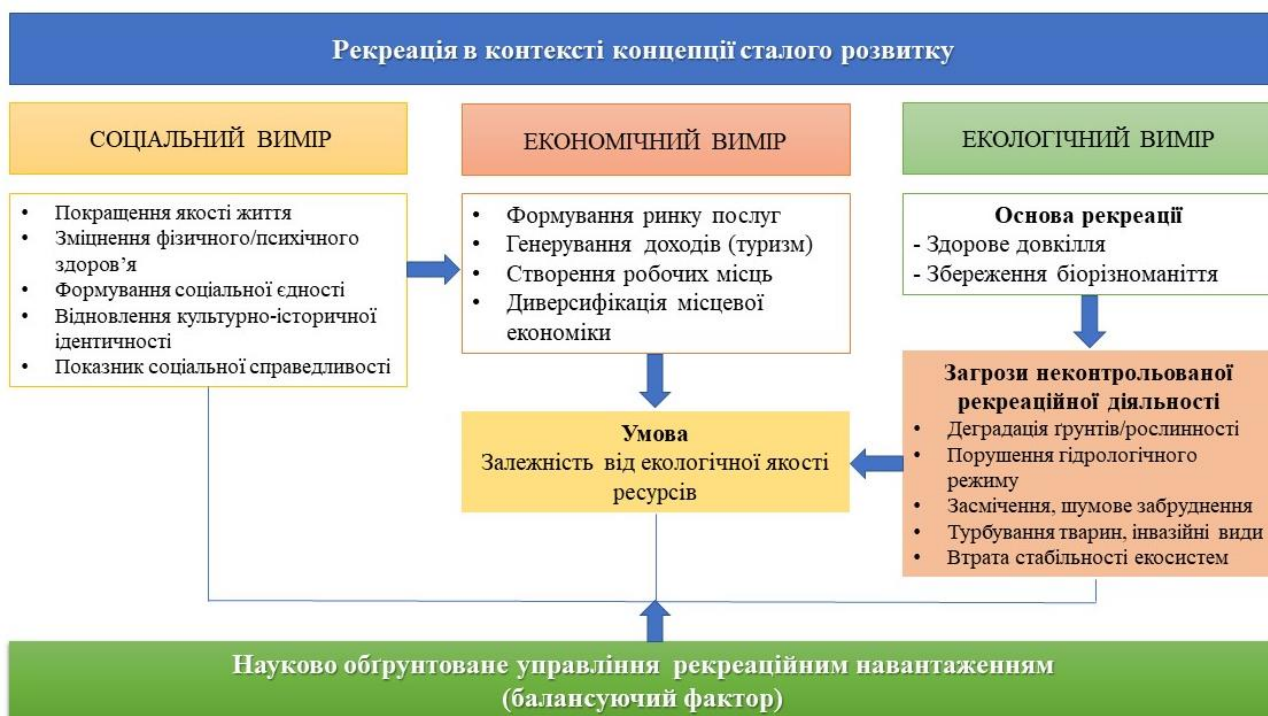 Рекреація в контексті концепції сталого розвитку
СОЦІАЛЬНИЙ ВИМІР
• Покращення якості життя
• Зміцнення фізичного/психічного
здоров’я
• Формування соціальної єдності
• Відновлення культурно-історичної
ідентичності
• Показник соціальної справедливості
ЕКОНОМІЧНИЙ ВИМІР
• Формування ринку послуг
• Генерування доходів (туризм)
• Створення робочих місць
• Диверсифікація місцевої
економіки
Умова
Залежність від екологічної якості
ресурсів
ЕКОЛОГІЧНИЙ ВИМІР
Основа рекреації
- Здорове довкілля
- Збереження біорізноманіття
Загрози неконтрольованої
рекреаційної діяльності
• Деградація ґрунтів/рослинності
• Порушення гідрологічного
режиму
• Засмічення, шумове забруднення
• Турбування тварин, інвазійні види
• Втрата стабільності екосистем
Науково обґрунтоване управління рекреаційним навантаженням
(балансуючий фактор)